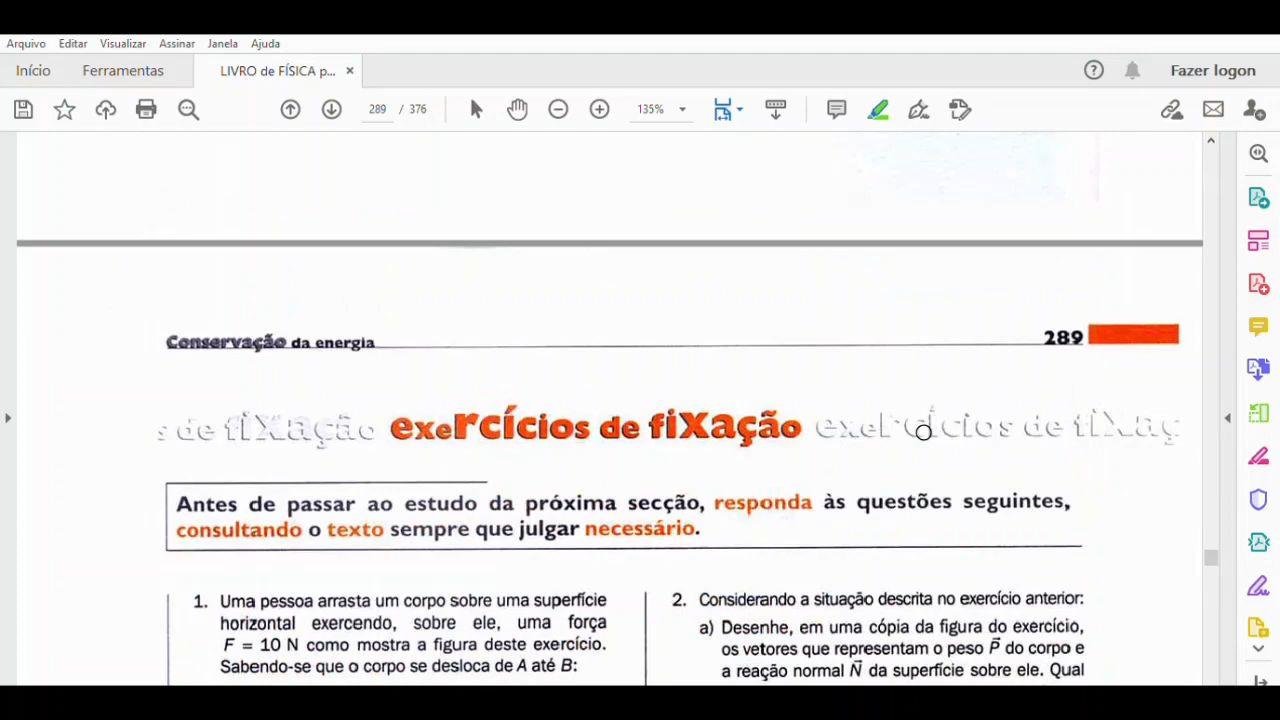 Arquivo Editar Visualizar Assinar Janela Ajuda
Início Ferramentas LIVRO de FÍSICA p... × Fazer logon
289 / 376 135%
Conservação da energia 289
s de fixação exercícios de fixação exercícios de fixaç
Antes de passar ao estudo da próxima secção, responda às questões seguintes,
consultando o texto sempre que julgar necessário.
1. Uma pessoa arrasta um corpo sobre uma superfície
horizontal exercendo, sobre ele, uma força
F = 10 N como mostra a figura deste exercício.
Sabendo-se que o corpo se desloca de A até B:
2. Considerando a situação descrita no exercício anterior:
a) Desenhe, em uma cópia da figura do exercício,
os vetores que representam o peso P⃗ do corpo e
a reação normal N⃗ da superfície sobre ele. Qual